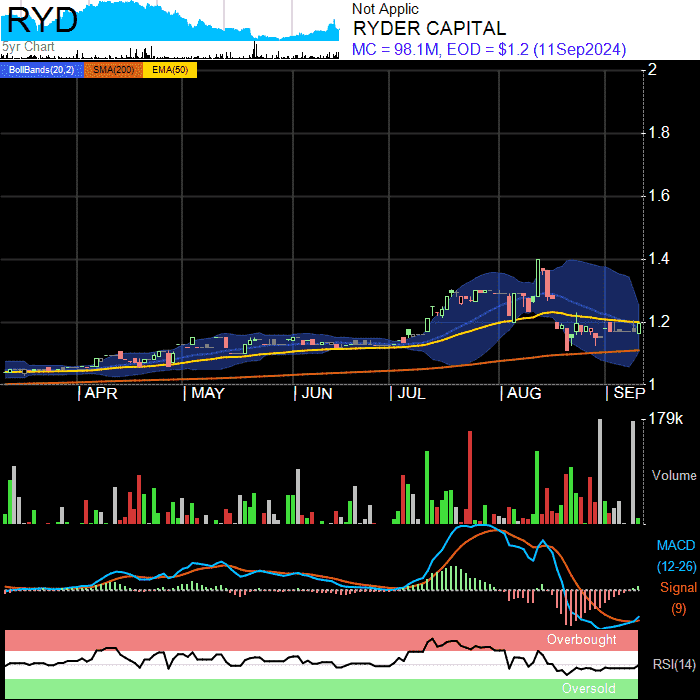 RYD
5yr Chart
Not Applic
RYDER CAPITAL
MC = 98.1M, EOD = $1.2 (11Sep2024)
BollBands(20,2) SMA(200) EMA(50)
2
1.8
1.6
1.4
1.2
1
APR MAY JUN JUL AUG SEP
179k
Volume
MACD
(12-26)
Signal
(9)
Overbought
RSI(14)
Oversold